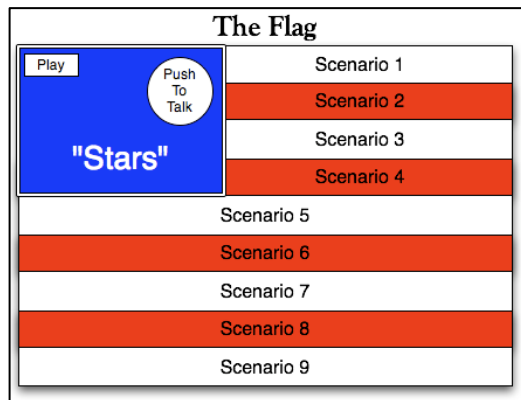 The Flag
Play
Push
To
Talk
"Stars"
Scenario 1
Scenario 2
Scenario 3
Scenario 4
Scenario 5
Scenario 6
Scenario 7
Scenario 8
Scenario 9